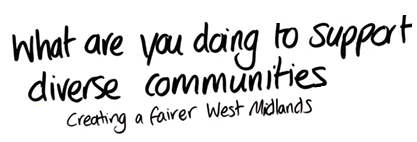 What are you doing to support
diverse communities
Creating a fairer West Midlands